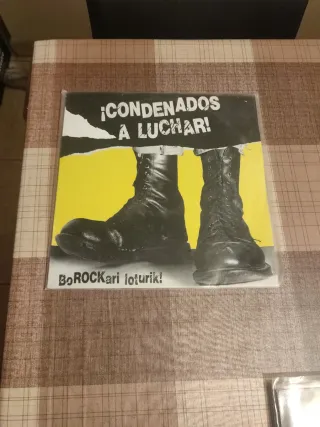 ¡CONDENADOS
A LUCHAR!
BoROCKari loturik!